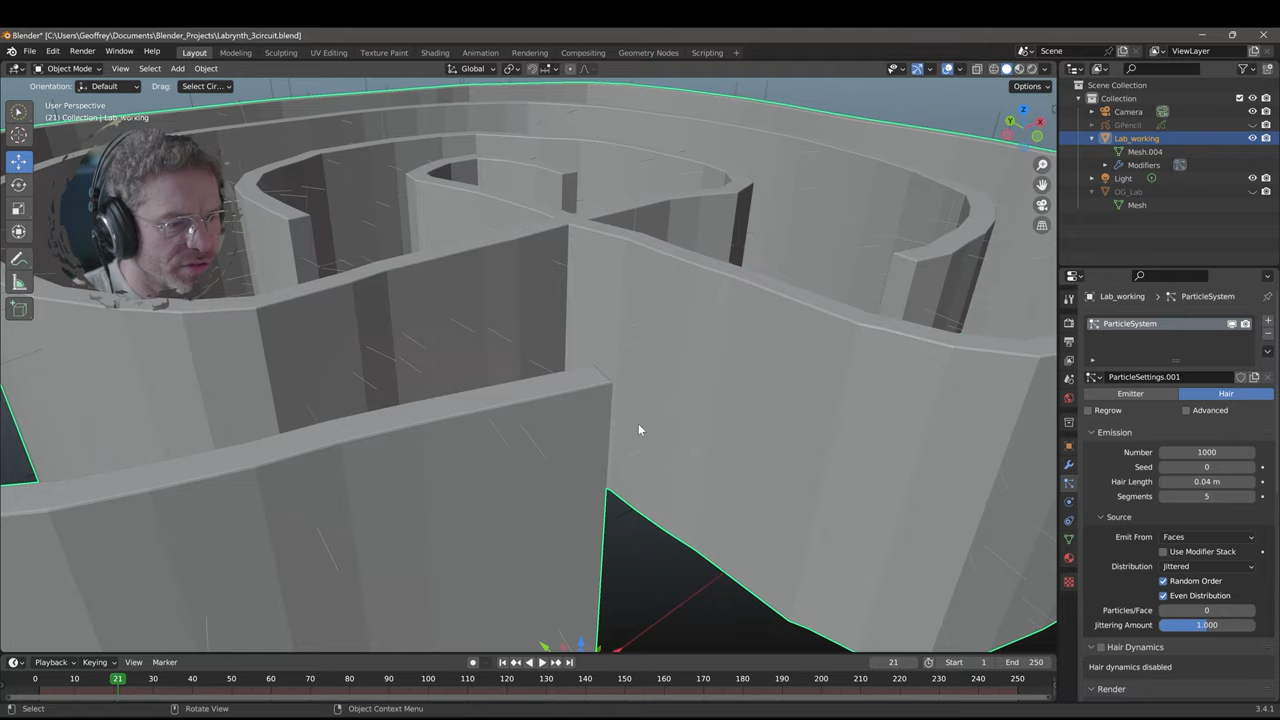 Blender* [C:\Users\Geoffrey\Documents\Blender_Projects\Labrynth_3circuit.blend]
File Edit Render Window Help Layout Modeling Sculpting UV Editing Texture Paint Shading Animation Rendering Compositing Geometry Nodes Scripting + Scene ViewLayer
Object Mode View Select Add Object Global
Orientation: Default Drag: Select Cir... Options
User Perspective
(21) Collection | Lab_working
X
Y
Z
Scene Collection
Collection
Camera
GPencil
Lab_working
Mesh.004
Modifiers
Light
OG_Lab
Mesh
Lab_working > ParticleSystem
ParticleSystem
ParticleSettings.001
Emitter Hair
Regrow Advanced
Emission
Number 1000
Seed 0
Hair Length 0.04 m
Segments 5
Source
Emit From Faces
Use Modifier Stack
Distribution Jittered
Random Order
Even Distribution
Particles/Face 0
Jittering Amount 1.000
Hair Dynamics
Hair dynamics disabled
Render
Playback Keying View Marker 21 Start 1 End 250
0 10 21 30 40 50 60 70 80 90 100 110 120 130 140 150 160 170 180 190 200 210 220 230 240 250
Select Rotate View Object Context Menu 3.4.1